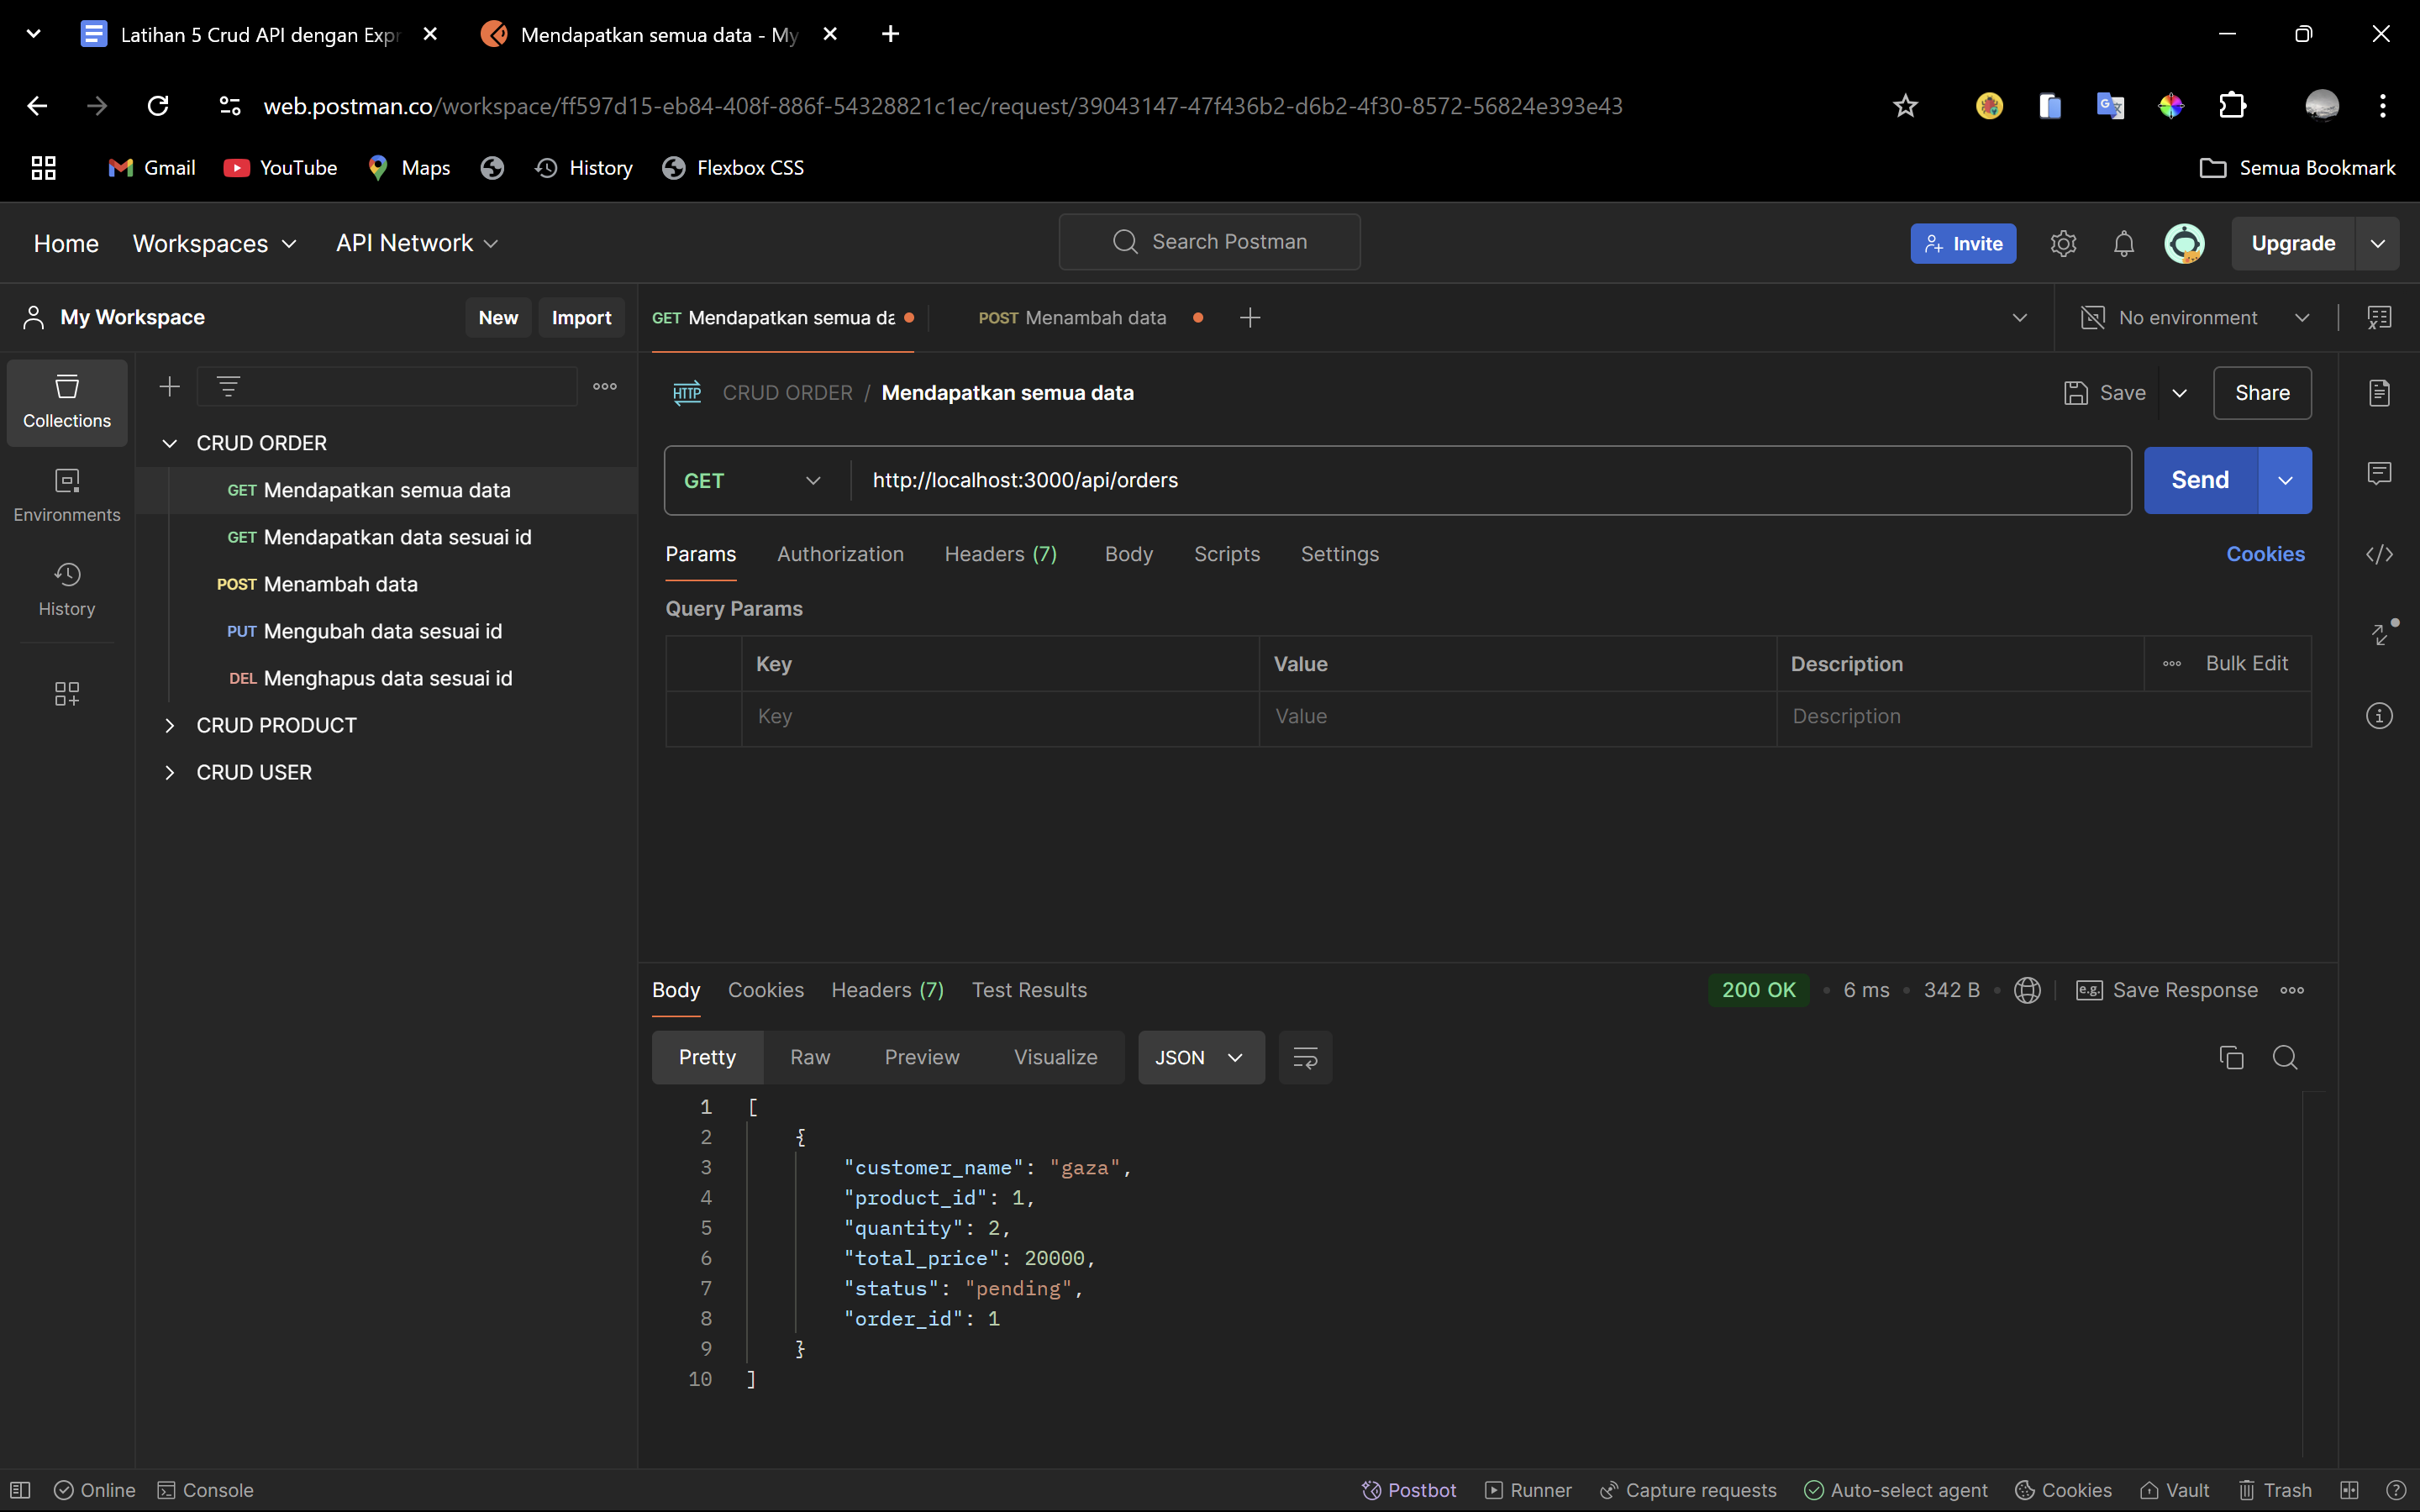 Latihan 5 Crud API dengan Expr
Mendapatkan semua data - My
web.postman.co/workspace/ff597d15-eb84-408f-886f-54328821c1ec/request/39043147-47f436b2-d6b2-4f30-8572-56824e393e43
Gmail YouTube Maps History Flexbox CSS Semua Bookmark
Home Workspaces API Network Search Postman Invite Upgrade
My Workspace New Import GET Mendapatkan semua da POST Menambah data No environment
Collections
Environments
History
CRUD ORDER
GET Mendapatkan semua data
GET Mendapatkan data sesuai id
POST Menambah data
PUT Mengubah data sesuai id
DEL Menghapus data sesuai id
CRUD PRODUCT
CRUD USER
HTTP CRUD ORDER / Mendapatkan semua data Save Share
GET http://localhost:3000/api/orders Send
Params Authorization Headers (7) Body Scripts Settings Cookies
Query Params
Key Value Description Bulk Edit
Key Value Description
Body Cookies Headers (7) Test Results 200 OK 6 ms 342 B e.g. Save Response
Pretty Raw Preview Visualize JSON
1 [
2 {
3 "customer_name": "gaza",
4 "product_id": 1,
5 "quantity": 2,
6 "total_price": 20000,
7 "status": "pending",
8 "order_id": 1
9 }
10 ]
Online Console Postbot Runner Capture requests Auto-select agent Cookies Vault Trash